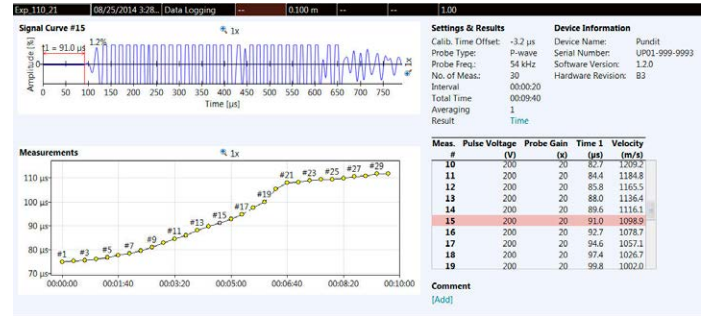 Exp_110_21 08/25/2014 3:28... Data Logging -- 0.100 m -- -- 1.00
Signal Curve #15 1x
Amplitude [%]
t1 = 91.0 µs 1.2%
1x
0 50 100 150 200 250 300 350 400 450 500 550 600 650 700 750
Time [µs]
Settings & Results
Calib. Time Offset: -3.2 µs
Probe Type: P-wave
Probe Freq.: 54 kHz
No. of Meas.: 30
Interval 00:00:20
Total Time 00:09:40
Averaging 1
Result Time
Device Information
Device Name: Pundit
Serial Number: UP01-999-9993
Software Version: 1.2.0
Hardware Revision: B3
Measurements 1x
110 µs
100 µs
90 µs
80 µs
70 µs
#1 #3 #5 #7 #9 #11 #13 #15 #17 #19 #21 #23 #25 #27 #29
00:00:00 00:01:40 00:03:20 00:05:00 00:06:40 00:08:20 00:10:00
Meas. Pulse Voltage Probe Gain Time 1 Velocity
# (V) (x) (µs) (m/s)
10 200 20 82.7 1209.2
11 200 20 84.4 1184.8
12 200 20 85.8 1165.5
13 200 20 88.0 1136.4
14 200 20 89.6 1116.1
15 200 20 91.0 1098.9
16 200 20 92.7 1078.7
17 200 20 94.6 1057.1
18 200 20 97.4 1026.7
19 200 20 99.8 1002.0
Comment
[Add]